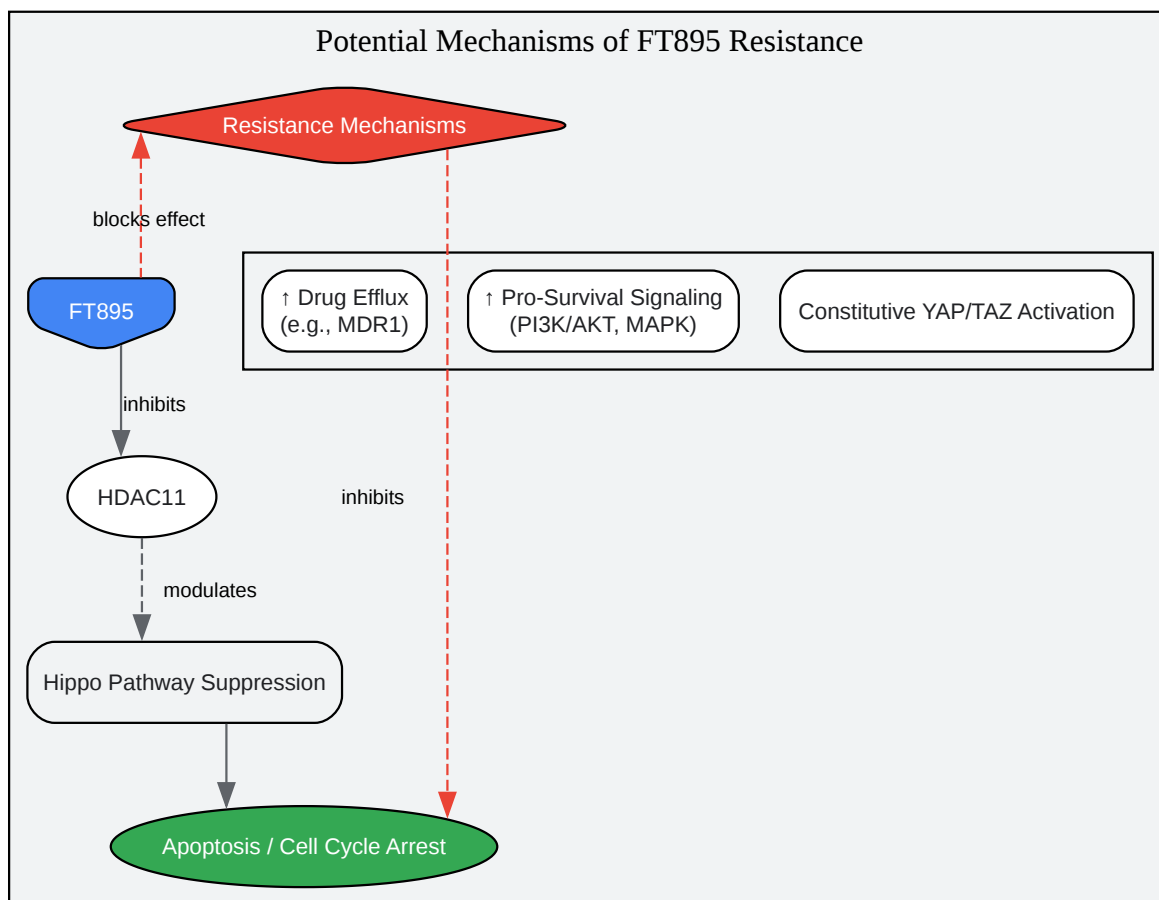 Potential Mechanisms of FT895 Resistance
Resistance Mechanisms
blocks effect
FT895
↑ Drug Efflux
(e.g., MDR1)
↑ Pro-Survival Signaling
(PI3K/AKT, MAPK)
Constitutive YAP/TAZ Activation
inhibits
HDAC11
inhibits
modulates
Hippo Pathway Suppression
Apoptosis / Cell Cycle Arrest